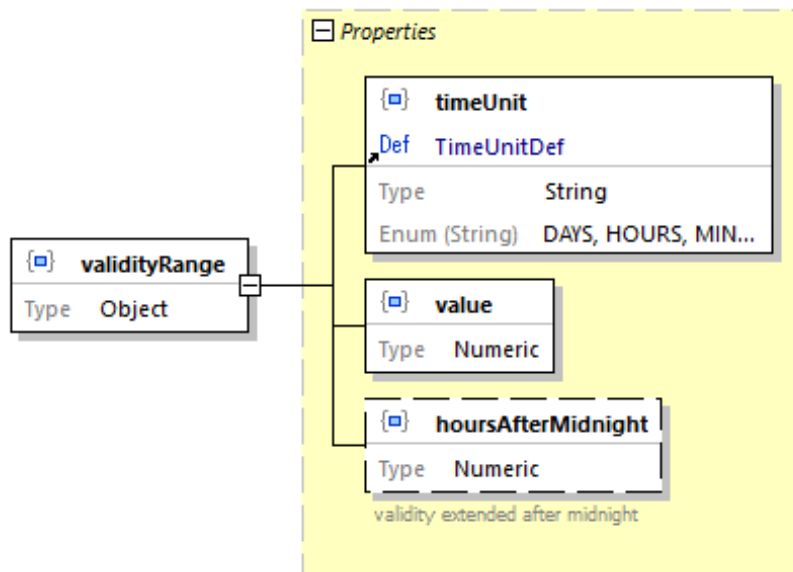 Properties
timeUnit
Def TimeUnitDef
Type String
Enum (String) DAYS, HOURS, MIN...
validityRange
Type Object
value
Type Numeric
hoursAfterMidnight
Type Numeric
validity extended after midnight